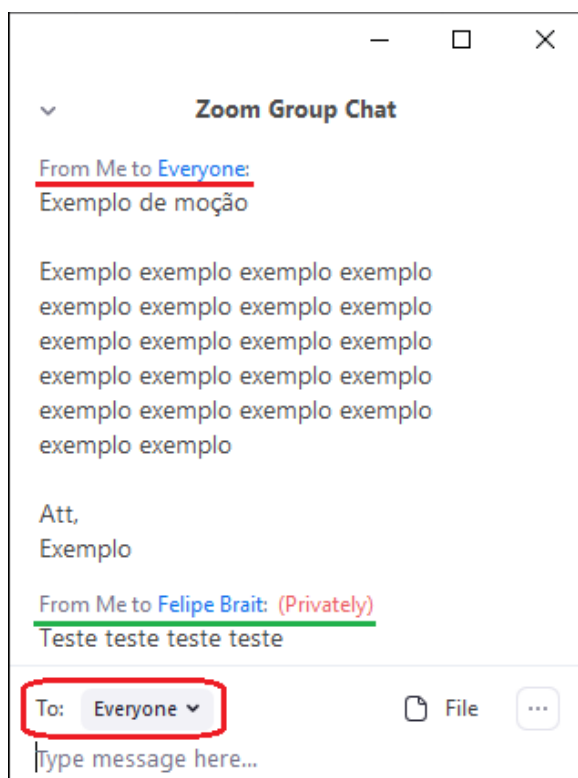 Zoom Group Chat
From Me to Everyone:
Exemplo de moção
Exemplo exemplo exemplo exemplo
exemplo exemplo exemplo exemplo
exemplo exemplo exemplo exemplo
exemplo exemplo exemplo exemplo
exemplo exemplo exemplo exemplo
exemplo exemplo
Att,
Exemplo
From Me to Felipe Brait: (Privately)
Teste teste teste teste
To: Everyone File
Type message here...